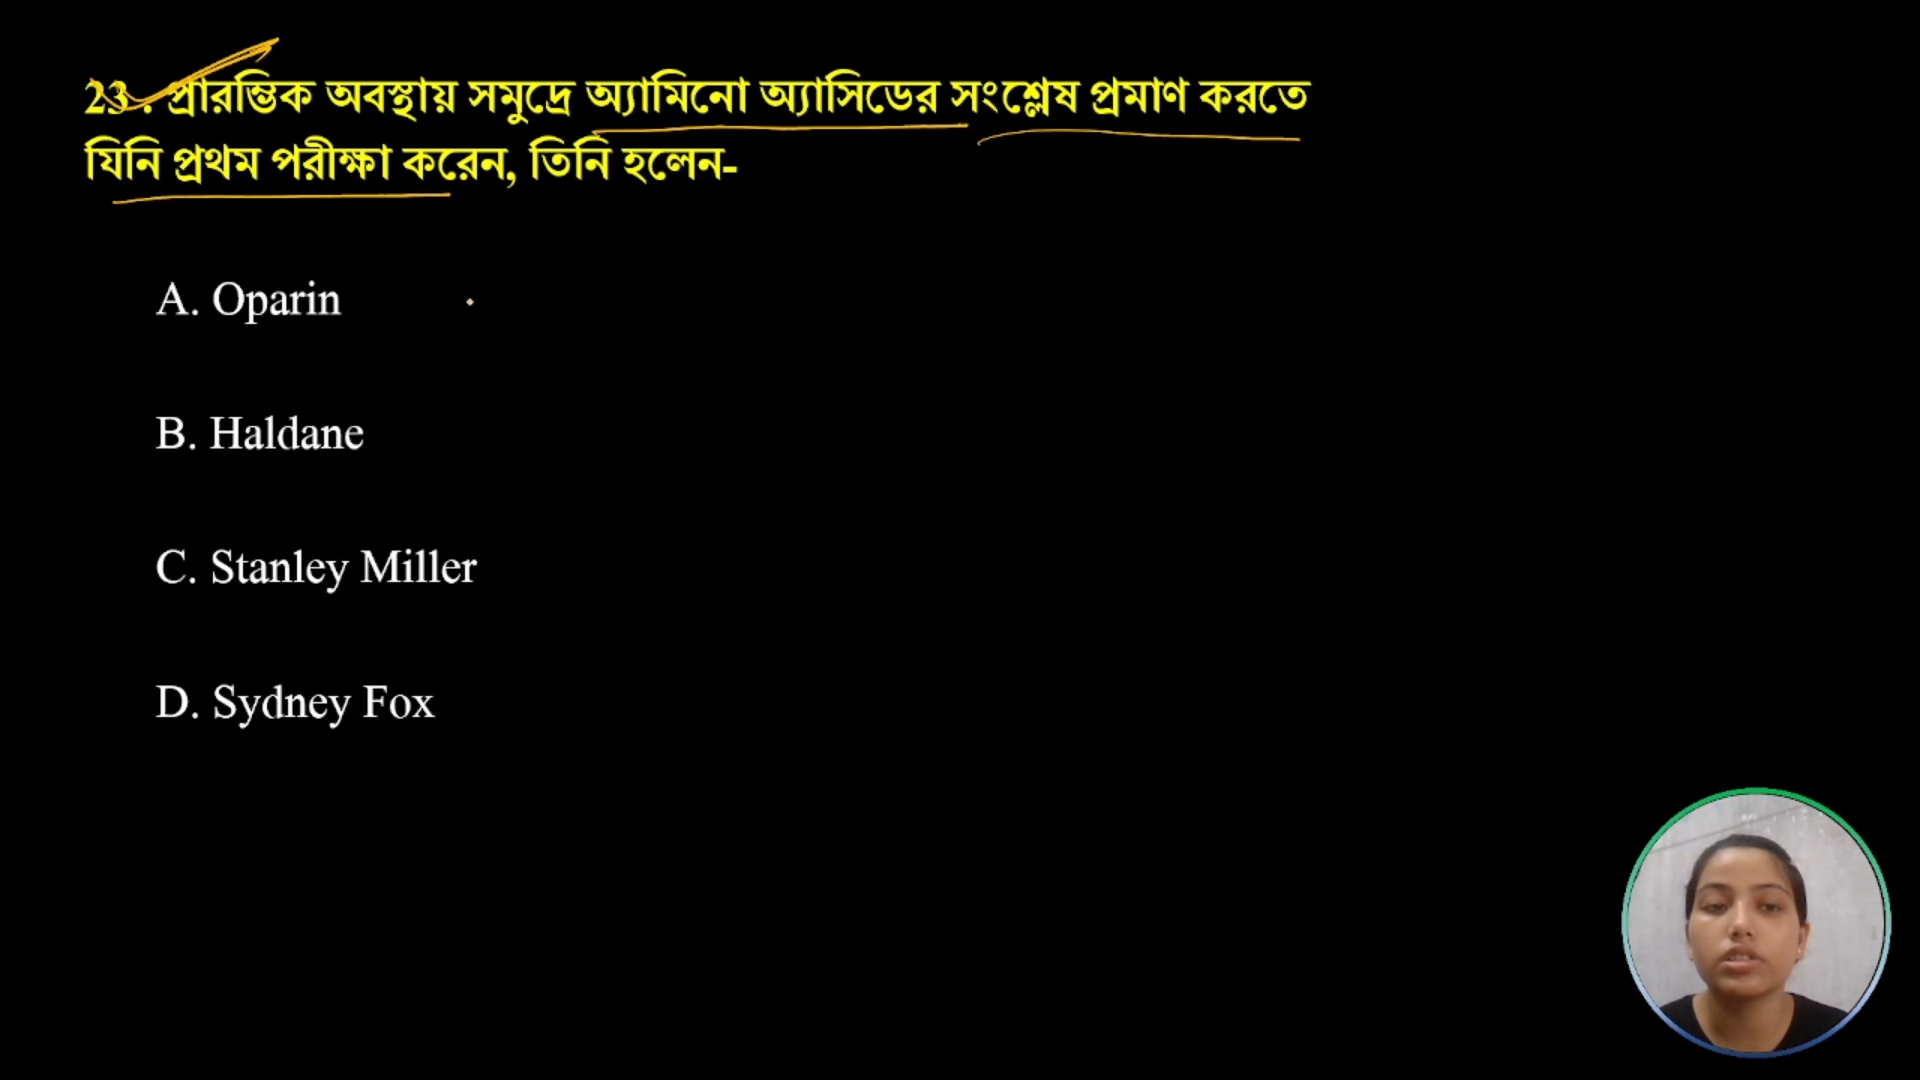 23 . প্রারম্ভিক অবস্থায় সমুদ্রে অ্যামিনো অ্যাসিডের সংশ্লেষ প্রমাণ করতে
যিনি প্রথম পরীক্ষা করেন, তিনি হলেন-
A. Oparin
B. Haldane
C. Stanley Miller
D. Sydney Fox